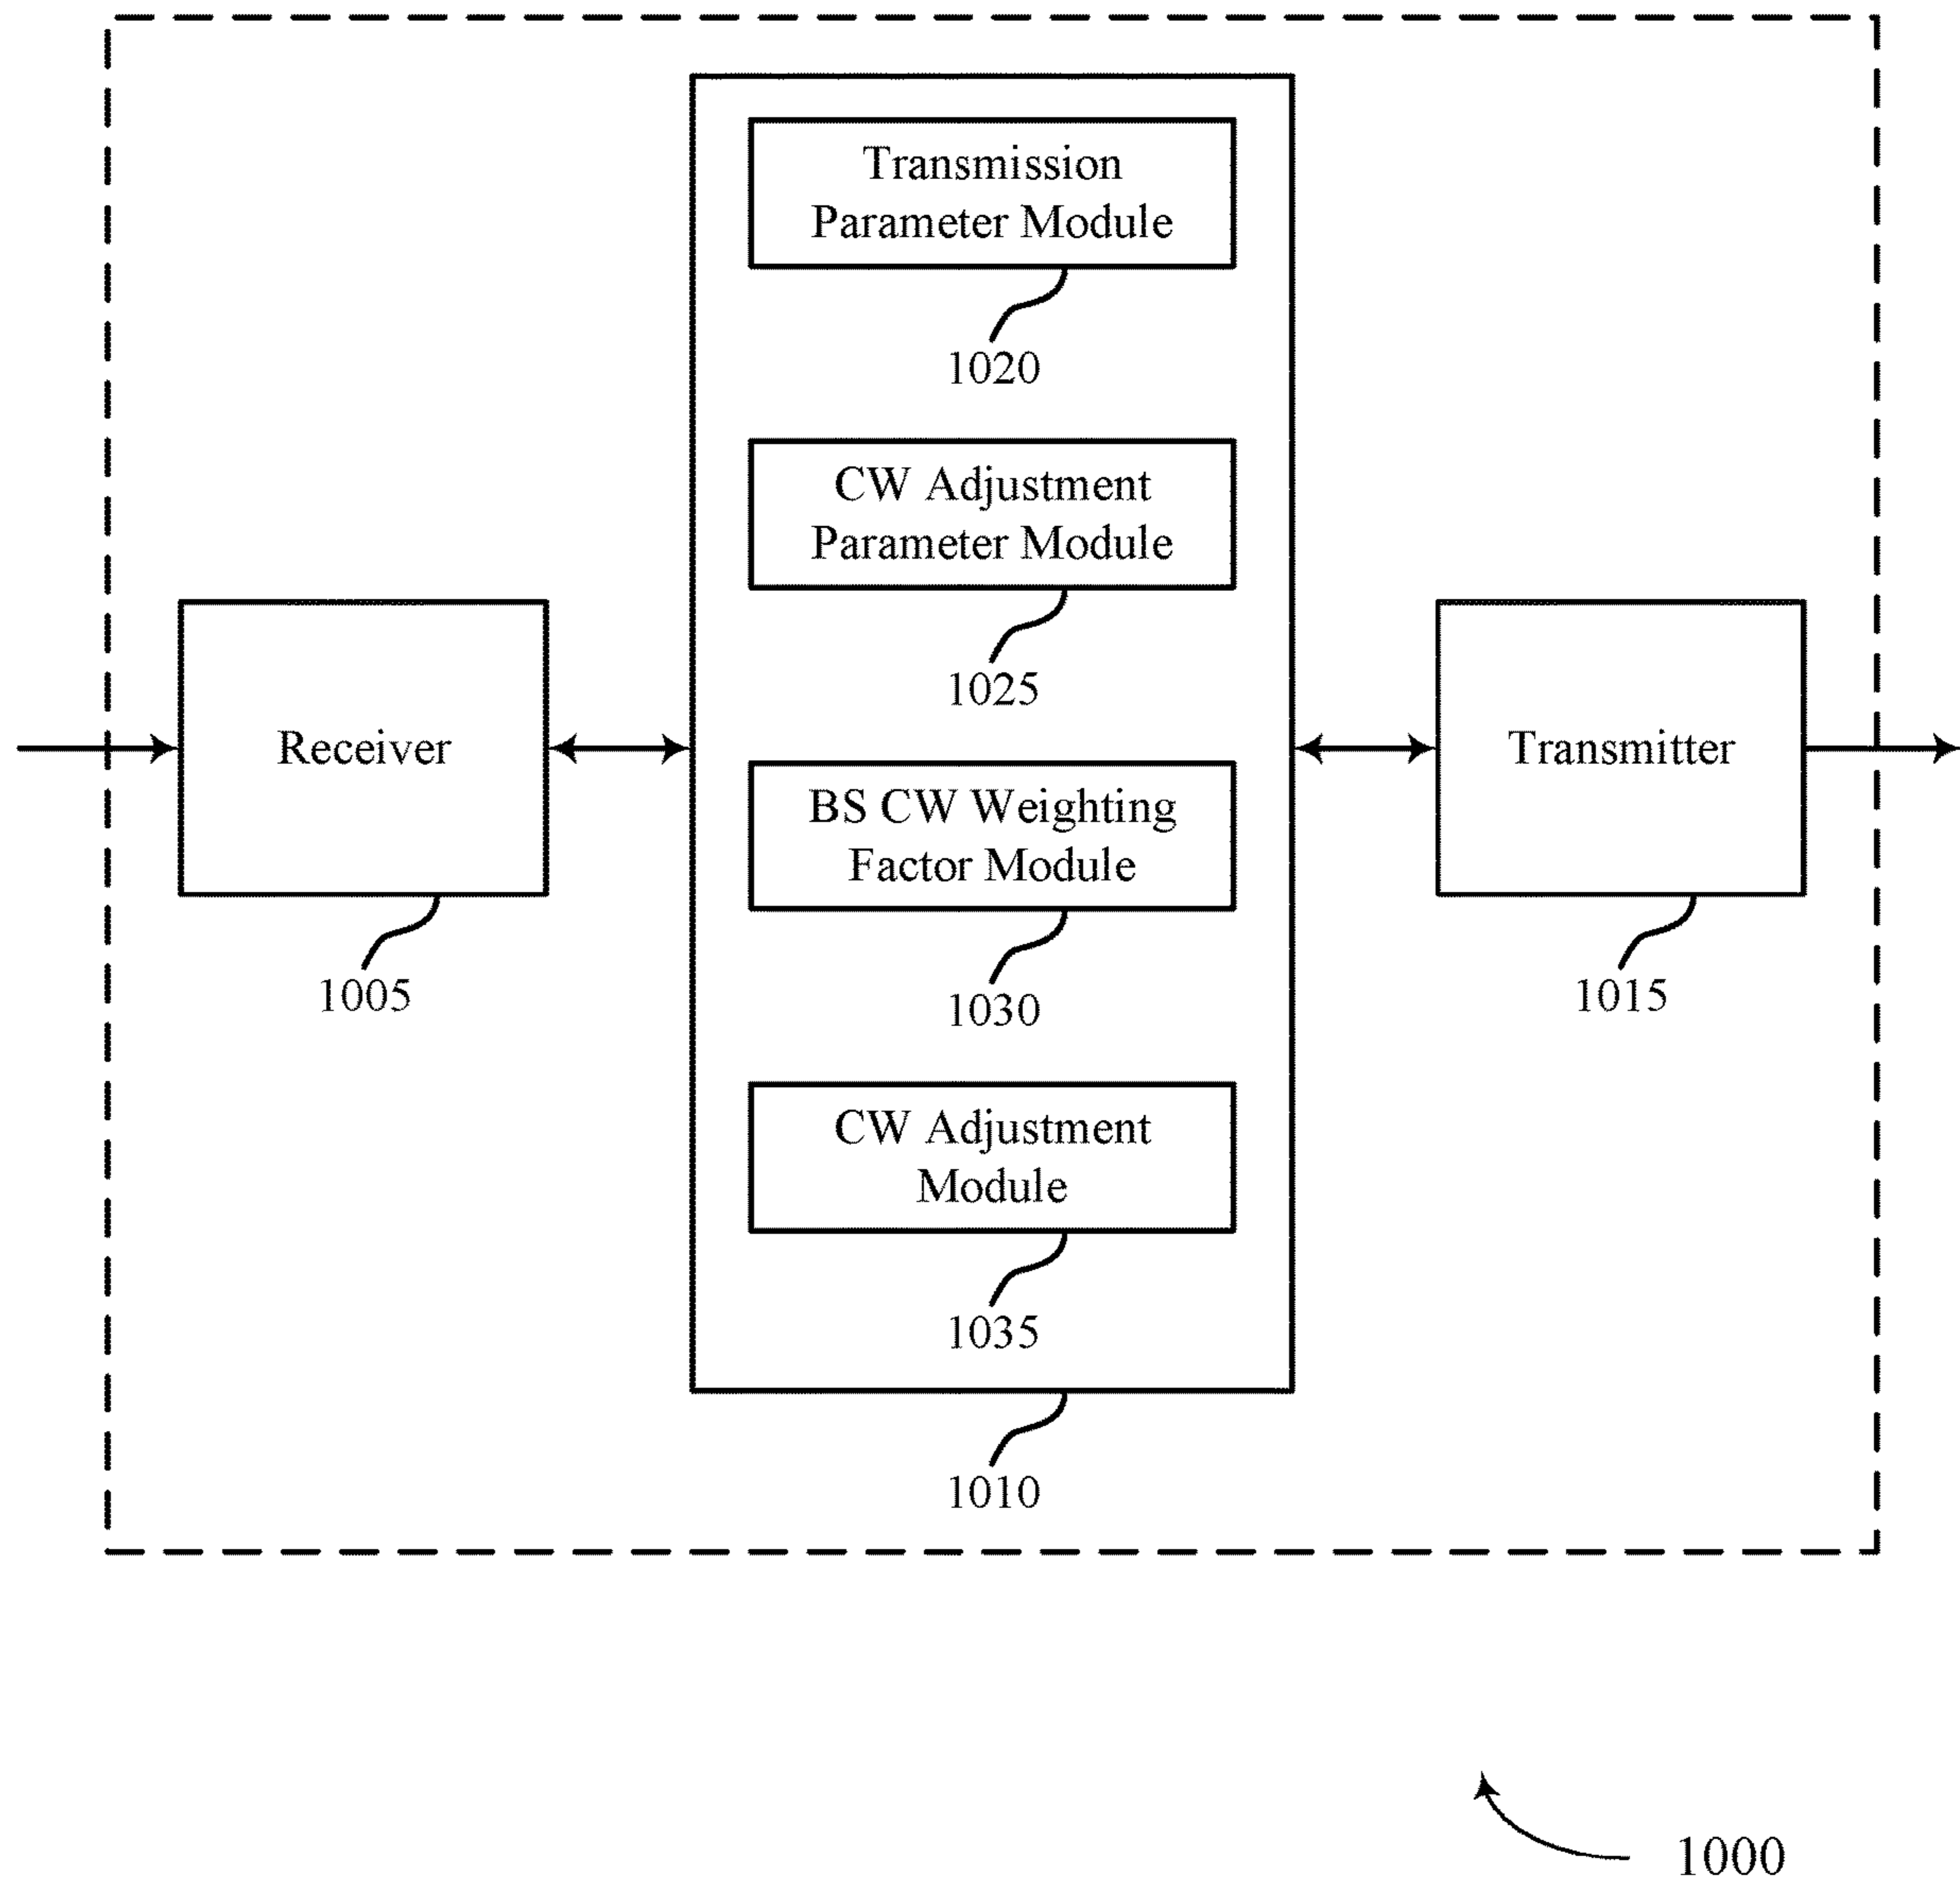 Transmission
Parameter Module
1020
CW Adjustment
Parameter Module
1025
Receiver
1005
BS CW Weighting
Factor Module
1030
Transmitter
1015
CW Adjustment
Module
1035
1010
1000